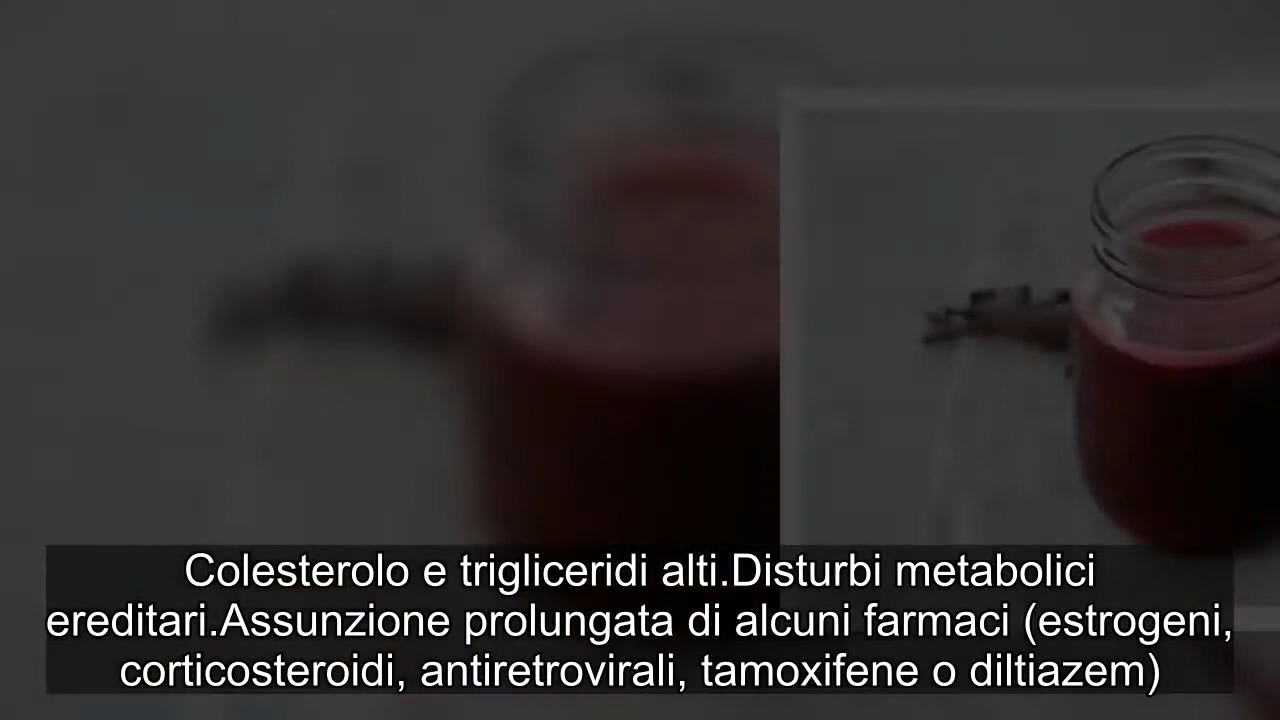 Colesterolo e trigliceridi alti.Disturbi metabolici
ereditari.Assunzione prolungata di alcuni farmaci (estrogeni,
corticosteroidi, antiretrovirali, tamoxifene o diltiazem)